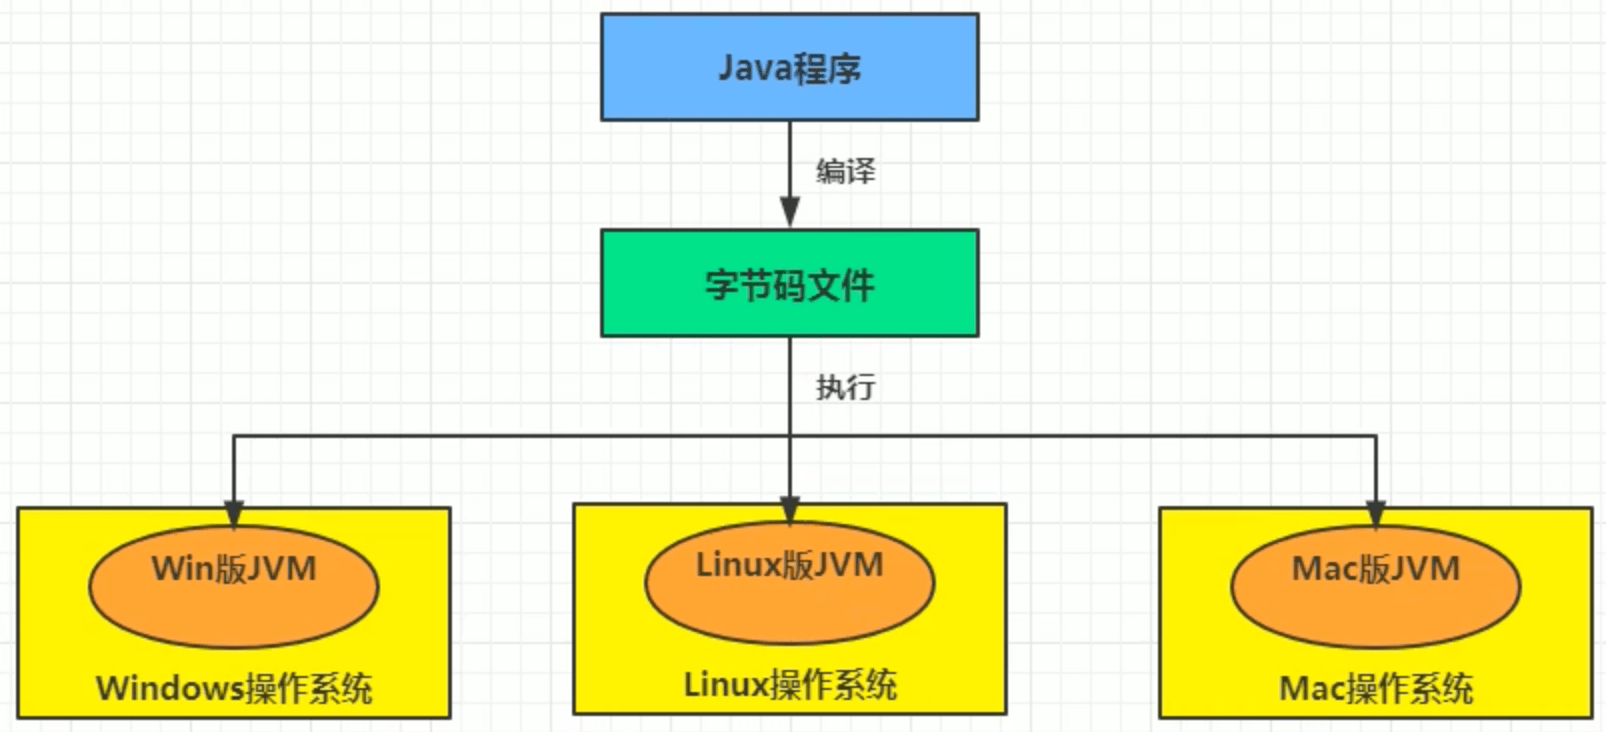 Java程序
编译
字节码文件
执行
Win版JVM
Windows操作系统
Linux版JVM
Linux操作系统
Mac版JVM
Mac操作系统